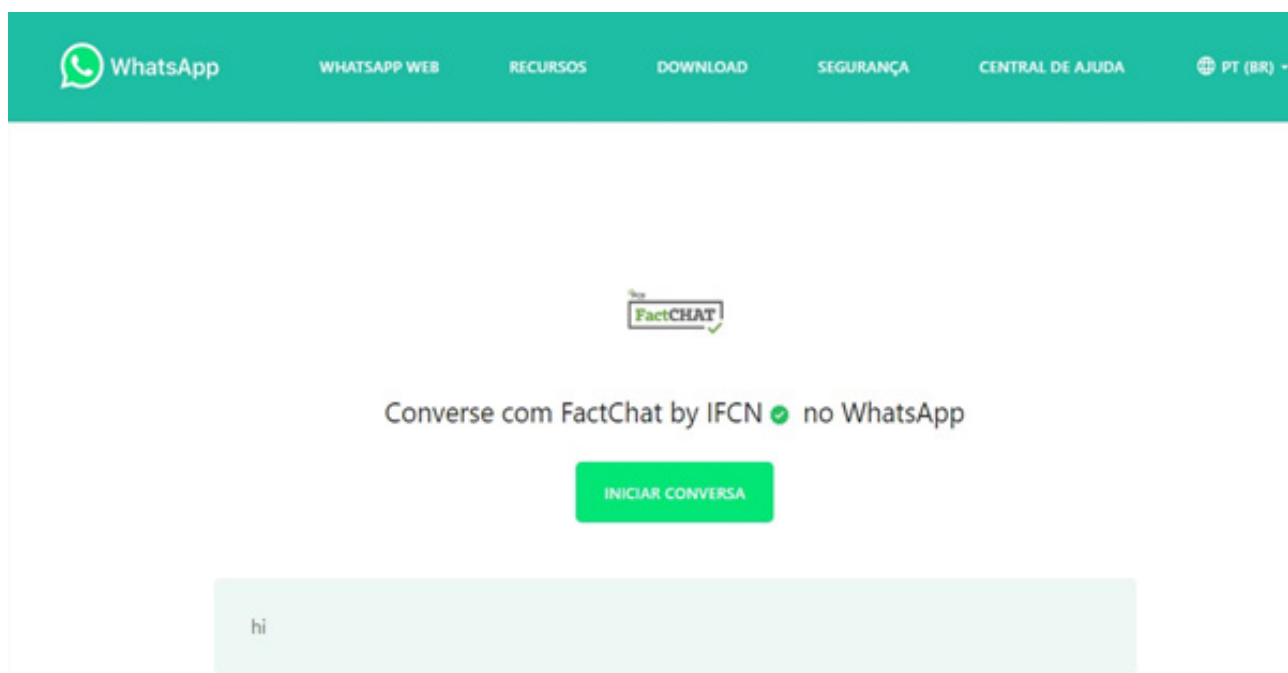 WhatsApp
WHATSAPP WEB
RECURSOS
DOWNLOAD
SEGURANÇA
CENTRAL DE AJUDA
PT (BR)
FactCHAT
Converse com FactChat by IFCN no WhatsApp
INICIAR CONVERSA
hi